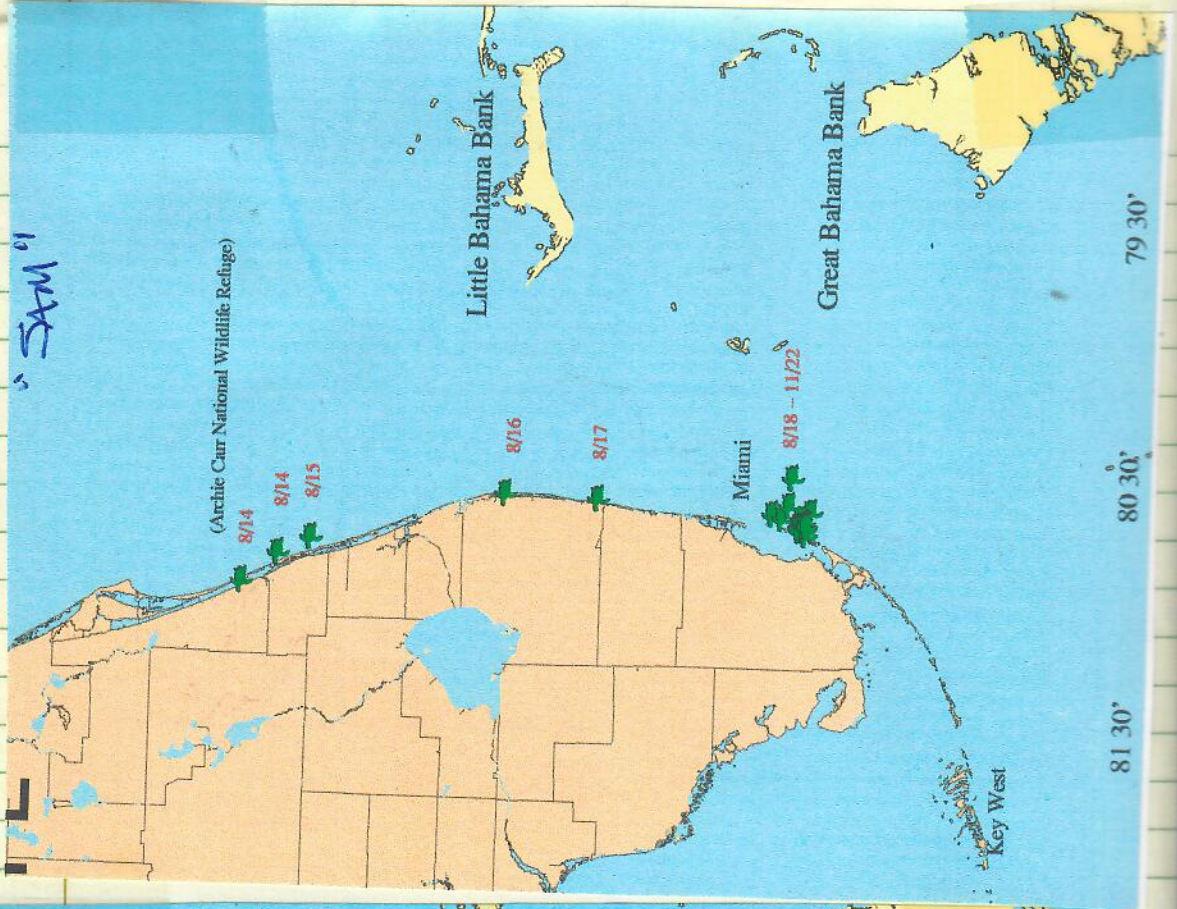 "SAM"
(Archie Carr National Wildlife Refuge)
8/14
8/14
8/15
Little Bahama Bank
8/16
8/17
Miami
8/18 – 11/22
Great Bahama Bank
Key West
81 30'
80 30'
79 30'